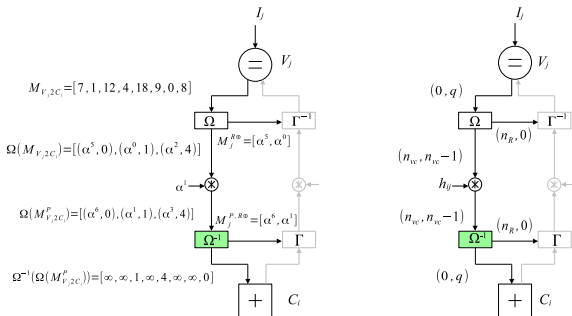 I_j I_j
= V_j = V_j
M_{V_j2C_i}=[7,1,12,4,18,9,0,8] (0,q)
Ω Γ^{-1} Ω Γ^{-1}
M_j^{R⊕}=[α^5,α^0] (n_R,0)
Ω(M_{V_j2C_i})=[(α^5,0),(α^0,1),(α^2,4)] (n_{vc},n_{vc}-1)
α^1 h_{ij}
Ω(M^P_{V_j2C_i})=[(α^6,0),(α^1,1),(α^3,4)] M_j^{P,R⊕}=[α^6,α^1] (n_{vc},n_{vc}-1) (n_R,0)
Ω^{-1} Γ Ω^{-1} Γ
Ω^{-1}(Ω(M^P_{V_j2C_i}))=[∞,∞,1,∞,4,∞,∞,0] (0,q)
+ C_i + C_i